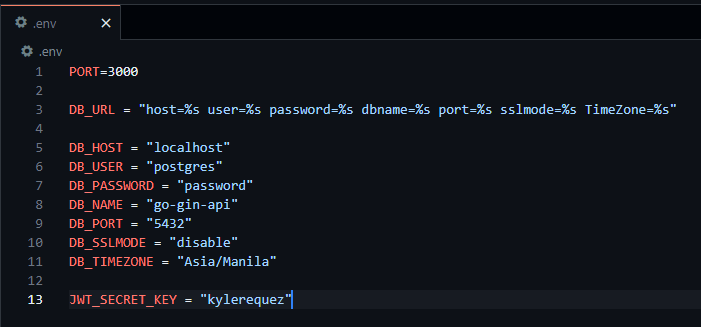 .env
.env
1 PORT=3000
2
3 DB_URL = "host=%s user=%s password=%s dbname=%s port=%s sslmode=%s TimeZone=%s"
4
5 DB_HOST = "localhost"
6 DB_USER = "postgres"
7 DB_PASSWORD = "password"
8 DB_NAME = "go-gin-api"
9 DB_PORT = "5432"
10 DB_SSLMODE = "disable"
11 DB_TIMEZONE = "Asia/Manila"
12
13 JWT_SECRET_KEY = "kylerequez"